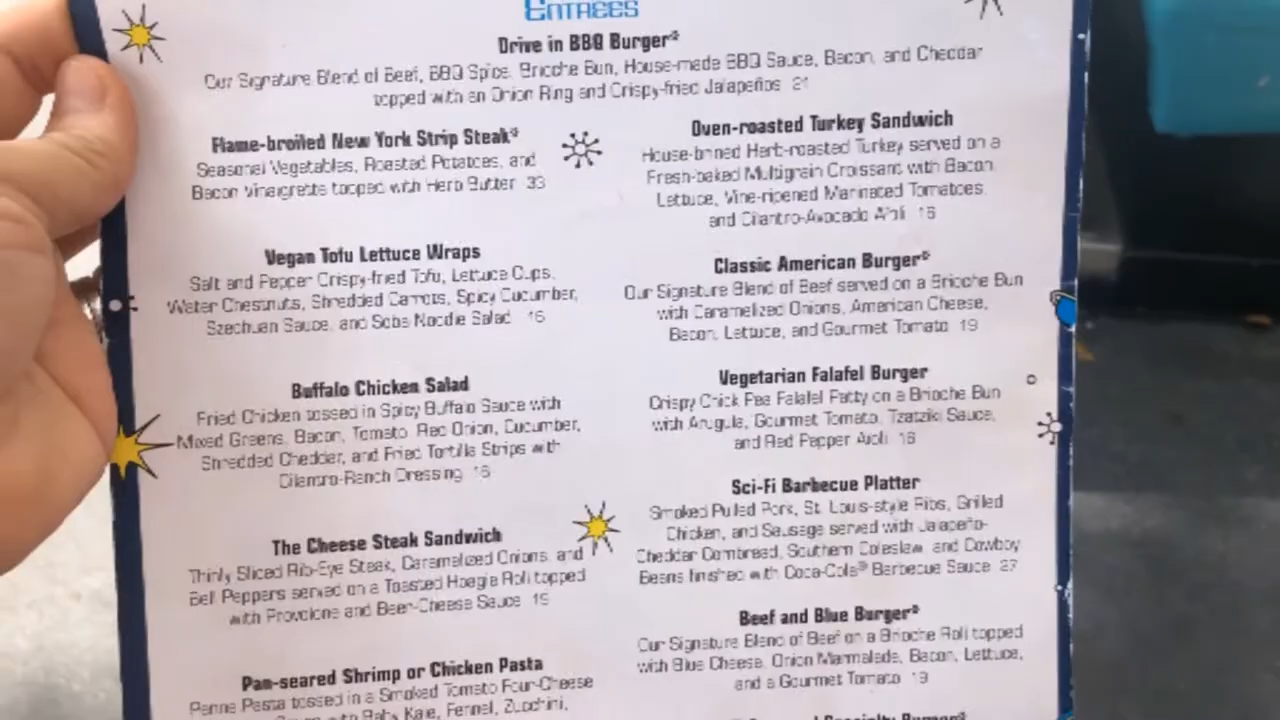 Entrées
Drive in BBQ Burger*
Our Signature Blend of Beef, BBQ Spice, Brioche Bun, House-made BBQ Sauce, Bacon, and Cheddar
topped with an Onion Ring and Crispy-fried Jalapeños 21
Flame-broiled New York Strip Steak*
Seasonal Vegetables, Roasted Potatoes, and
Bacon Vinaigrette topped with Herb Butter 33
Vegan Tofu Lettuce Wraps
Salt and Pepper Crispy-fried Tofu, Lettuce Cups,
Water Chestnuts, Shredded Carrots, Spicy Cucumber,
Szechuan Sauce, and Soba Noodle Salad 16
Buffalo Chicken Salad
Fried Chicken tossed in Spicy Buffalo Sauce with
Mixed Greens, Bacon, Tomato, Red Onion, Cucumber,
Shredded Cheddar, and Fried Tortilla Strips with
Cilantro-Ranch Dressing 16
The Cheese Steak Sandwich
Thinly Sliced Rib-Eye Steak, Caramelized Onions, and
Bell Peppers served on a Toasted Hoagie Roll topped
with Provolone and Beer-Cheese Sauce 19
Pan-seared Shrimp or Chicken Pasta
Penne Pasta tossed in a Smoked Tomato Four-Cheese
with Baby Kale, Fennel, Zucchini,
Oven-roasted Turkey Sandwich
House-brined Herb-roasted Turkey served on a
Fresh-baked Multigrain Croissant with Bacon,
Lettuce, Vine-ripened Marinated Tomatoes,
and Cilantro-Avocado Aïoli 16
Classic American Burger*
Our Signature Blend of Beef served on a Brioche Bun
with Caramelized Onions, American Cheese,
Bacon, Lettuce, and Gourmet Tomato 19
Vegetarian Falafel Burger
Crispy Chick Pea Falafel Patty on a Brioche Bun
with Arugula, Gourmet Tomato, Tzatziki Sauce,
and Red Pepper Aïoli 16
Sci-Fi Barbecue Platter
Smoked Pulled Pork, St. Louis-style Ribs, Grilled
Chicken, and Sausage served with Jalapeño-
Cheddar Cornbread, Southern Coleslaw, and Cowboy
Beans finished with Coca-Cola® Barbecue Sauce 27
Beef and Blue Burger*
Our Signature Blend of Beef on a Brioche Roll topped
with Blue Cheese, Onion Marmalade, Bacon, Lettuce,
and a Gourmet Tomato 19
Specialty Burger*